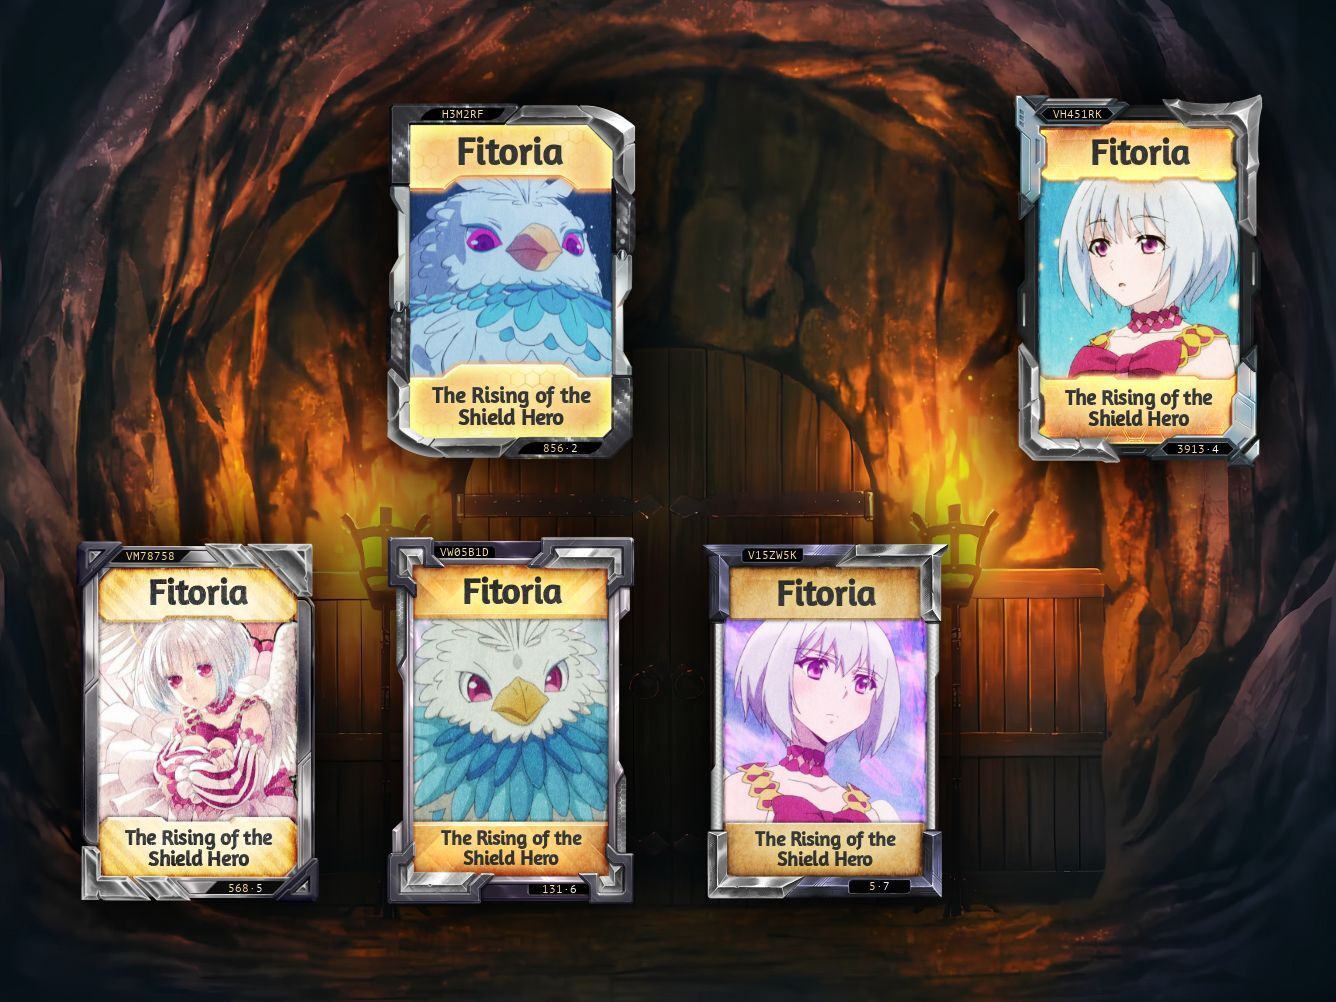 H3M2RF
Fitoria
The Rising of the
Shield Hero
856·2
VH451RK
Fitoria
The Rising of the
Shield Hero
3913·4
VM78758
Fitoria
The Rising of the
Shield Hero
568·5
VW05B1D
Fitoria
The Rising of the
Shield Hero
131·6
V15ZW5K
Fitoria
The Rising of the
Shield Hero
5·7